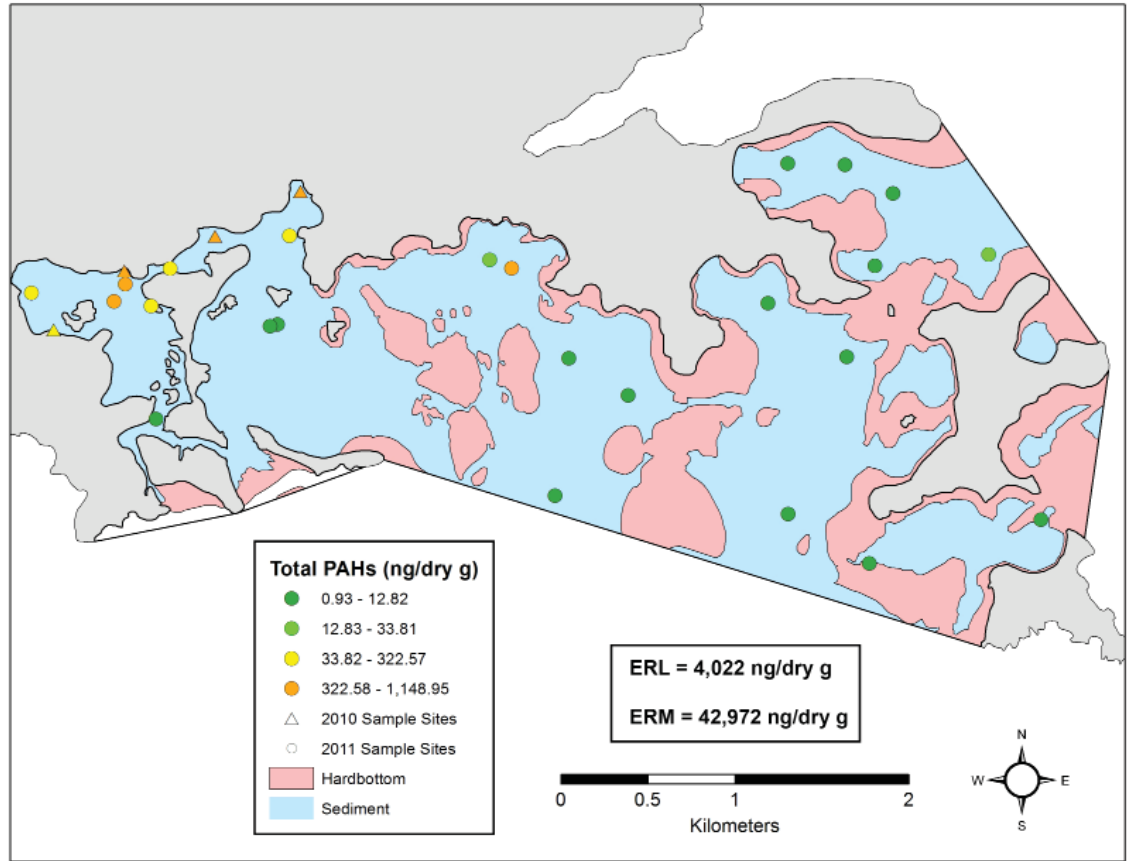 Total PAHs (ng/dry g)
0.93 - 12.82
12.83 - 33.81
33.82 - 322.57
322.58 - 1,148.95
2010 Sample Sites
2011 Sample Sites
Hardbottom
Sediment
ERL = 4,022 ng/dry g
ERM = 42,972 ng/dry g
0 0.5 1 2
Kilometers
N
W E
S